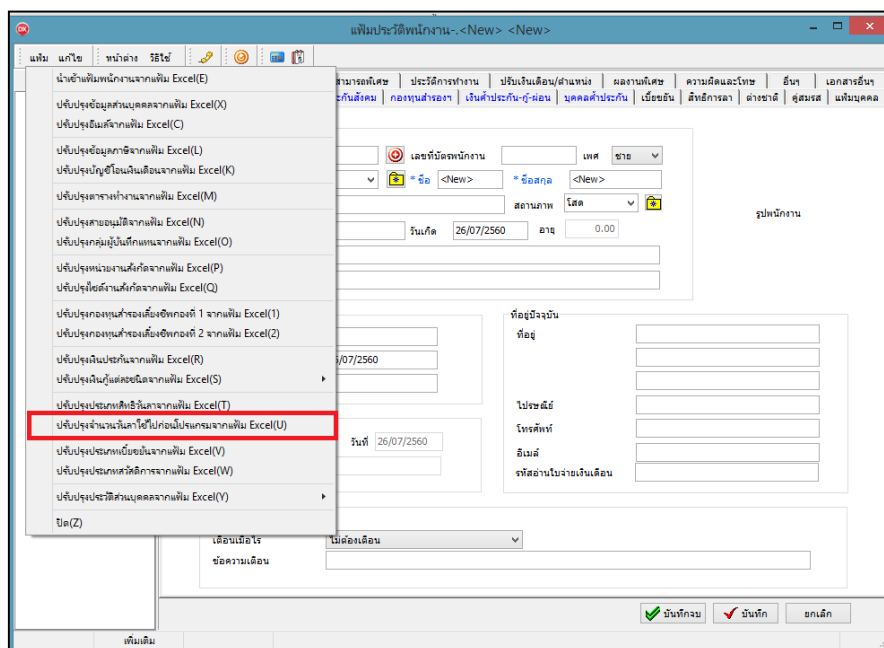 แฟ้มประวัติพนักงาน-.<New> <New>
แฟ้ม แก้ไข หน้าต่าง วิธีใช้
นำเข้าแฟ้มพนักงานจากแฟ้ม Excel(E)
ปรับปรุงข้อมูลส่วนบุคคลจากแฟ้ม Excel(X)
ปรับปรุงอีเมล์จากแฟ้ม Excel(C)
ปรับปรุงข้อมูลภาษีจากแฟ้ม Excel(L)
ปรับปรุงบัญชีโอนเงินเดือนจากแฟ้ม Excel(K)
ปรับปรุงตารางทำงานจากแฟ้ม Excel(M)
ปรับปรุงสายอนุมัติจากแฟ้ม Excel(N)
ปรับปรุงกลุ่มผู้บันทึกแทนจากแฟ้ม Excel(O)
ปรับปรุงหน่วยงานสังกัดจากแฟ้ม Excel(P)
ปรับปรุงไซต์งานสังกัดจากแฟ้ม Excel(Q)
ปรับปรุงกองทุนสำรองเลี้ยงชีพกองที่ 1 จากแฟ้ม Excel(1)
ปรับปรุงกองทุนสำรองเลี้ยงชีพกองที่ 2 จากแฟ้ม Excel(2)
ปรับปรุงเงินประกันจากแฟ้ม Excel(R)
ปรับปรุงเงินกู้แต่ละชนิดจากแฟ้ม Excel(S)
ปรับปรุงประเภทสิทธิวันลาจากแฟ้ม Excel(T)
ปรับปรุงจำนวนวันลาใช้ไปก่อนโปรแกรมจากแฟ้ม Excel(U)
ปรับปรุงประเภทเบี้ยขยันจากแฟ้ม Excel(V)
ปรับปรุงประเภทสวัสดิการจากแฟ้ม Excel(W)
ปรับปรุงประวัติส่วนบุคคลจากแฟ้ม Excel(Y)
ปิด(Z)
สามารถพิเศษ ประวัติการทำงาน ปรับเงินเดือน/ตำแหน่ง ผลงานพิเศษ ความผิดและโทษ อื่นๆ เอกสารอื่นๆ
ะกันสังคม กองทุนสำรองฯ เงินค้ำประกัน-กู้-ผ่อน บุคคลค้ำประกัน เบี้ยขยัน สิทธิการลา ต่างชาติ คู่สมรส แฟ้มบุคคล
เลขที่บัตรพนักงาน เพศ ชาย
* ชื่อ <New> * ชื่อสกุล <New>
สถานภาพ โสด
วันเกิด 26/07/2560 อายุ 0.00
รูปพนักงาน
ที่อยู่ปัจจุบัน
ที่อยู่
/07/2560
ไปรษณีย์
โทรศัพท์
วันที่ 26/07/2560
อีเมล์
รหัสอ่านใบจ่ายเงินเดือน
เตือนเมื่อไร ไม่ต้องเตือน
ข้อความเตือน
บันทึกจบ บันทึก ยกเลิก
เพิ่มเติม